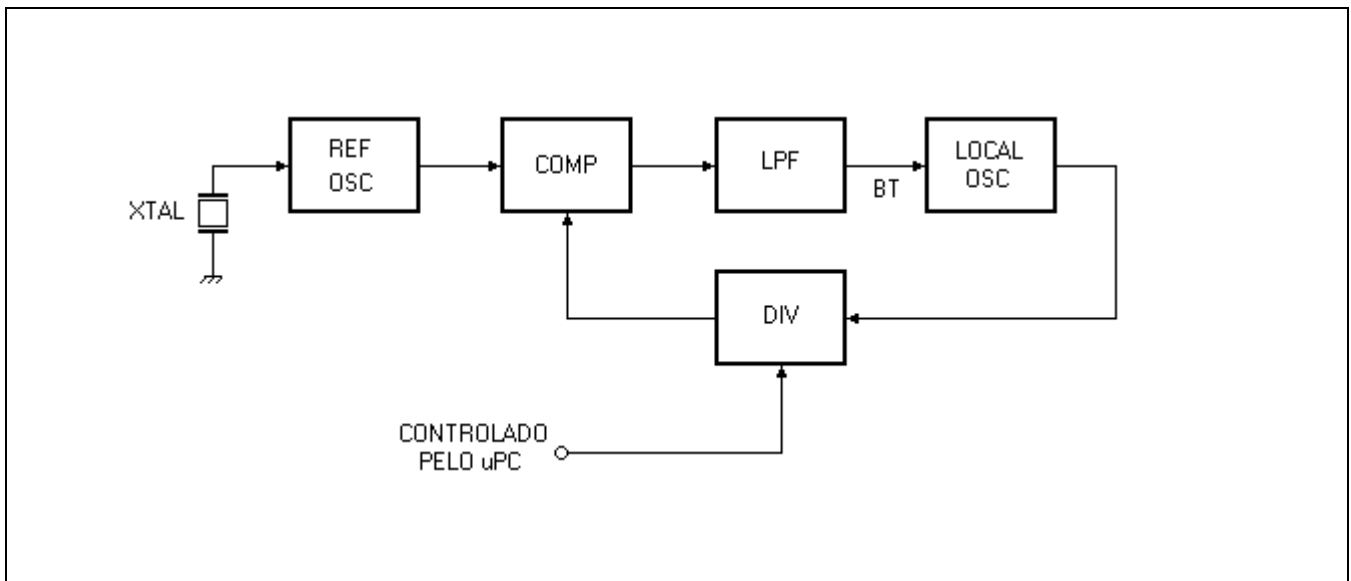 REF
OSC
COMP
LPF
LOCAL
OSC
BT
XTAL
DIV
CONTROLADO
PELO uPC